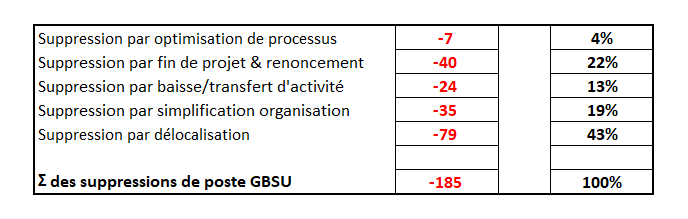 Suppression par optimisation de processus -7 4%
Suppression par fin de projet & renoncement -40 22%
Suppression par baisse/transfert d'activité -24 13%
Suppression par simplification organisation -35 19%
Suppression par délocalisation -79 43%
Σ des suppressions de poste GBSU -185 100%